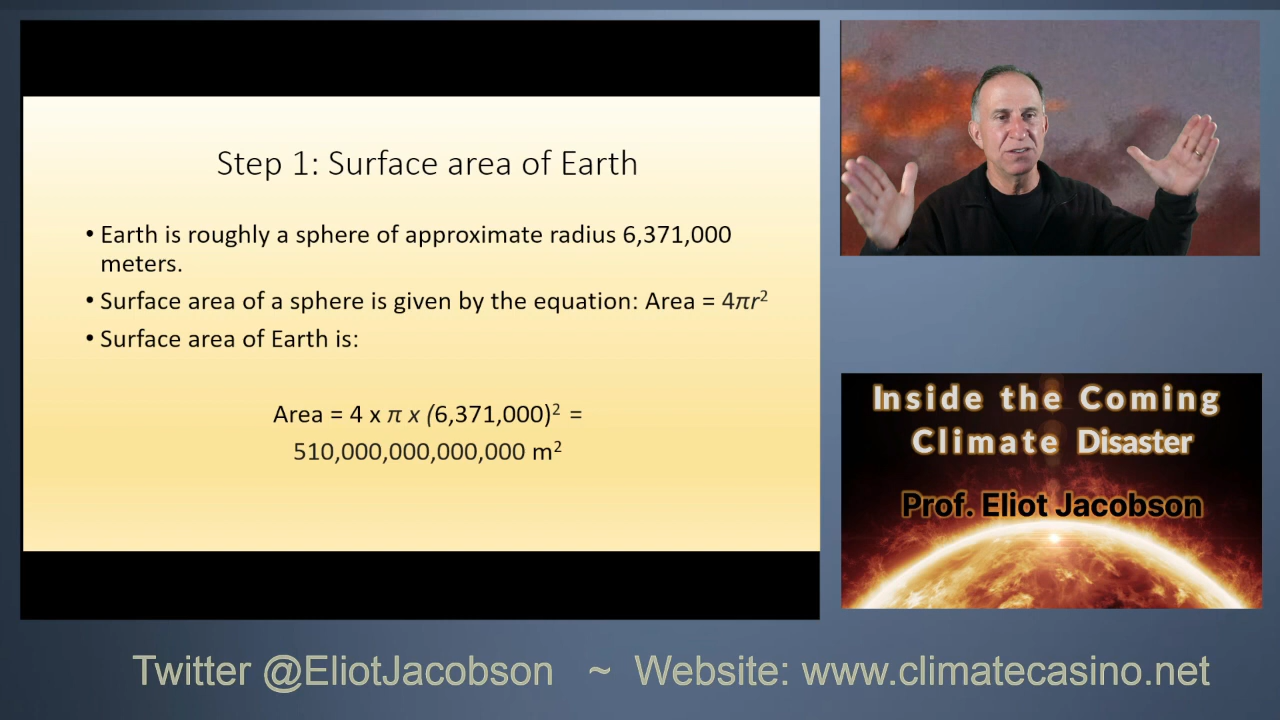 Step 1: Surface area of Earth
• Earth is roughly a sphere of approximate radius 6,371,000
meters.
• Surface area of a sphere is given by the equation: Area = 4πr²
• Surface area of Earth is:
Area = 4 x π x (6,371,000)² =
510,000,000,000,000 m²
Inside the Coming
Climate Disaster
Prof. Eliot Jacobson
Twitter @EliotJacobson ~ Website: www.climatecasino.net